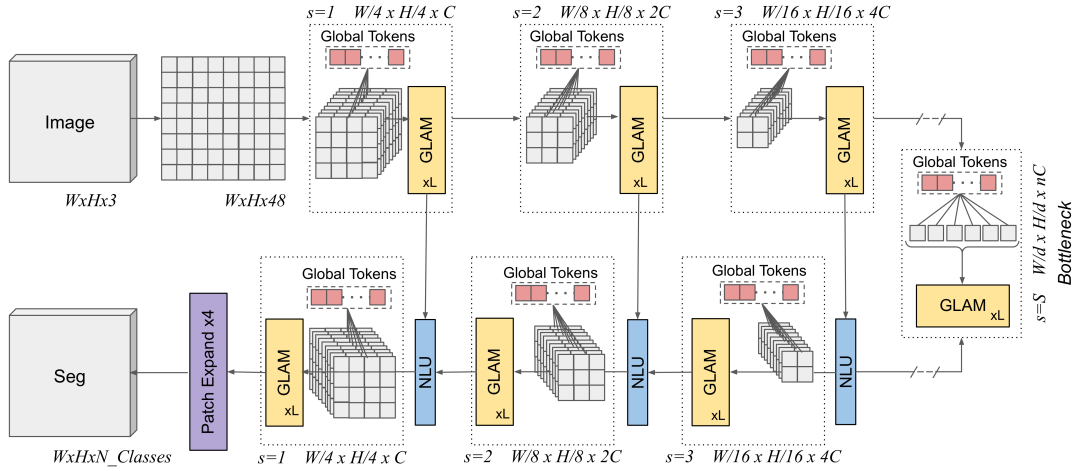 s=1 W/4 x H/4 x C
s=2 W/8 x H/8 x 2C
s=3 W/16 x H/16 x 4C
Global Tokens
Global Tokens
Global Tokens
Image
GLAM
xL
GLAM
xL
GLAM
xL
WxHx3
WxHx48
Global Tokens
GLAM
xL
s=S W/d x H/d x nC
Bottleneck
Global Tokens
Global Tokens
Global Tokens
Seg
Patch Expand x4
GLAM
xL
NLU
GLAM
xL
NLU
GLAM
xL
NLU
WxHxN_Classes
s=1 W/4 x H/4 x C
s=2 W/8 x H/8 x 2C
s=3 W/16 x H/16 x 4C